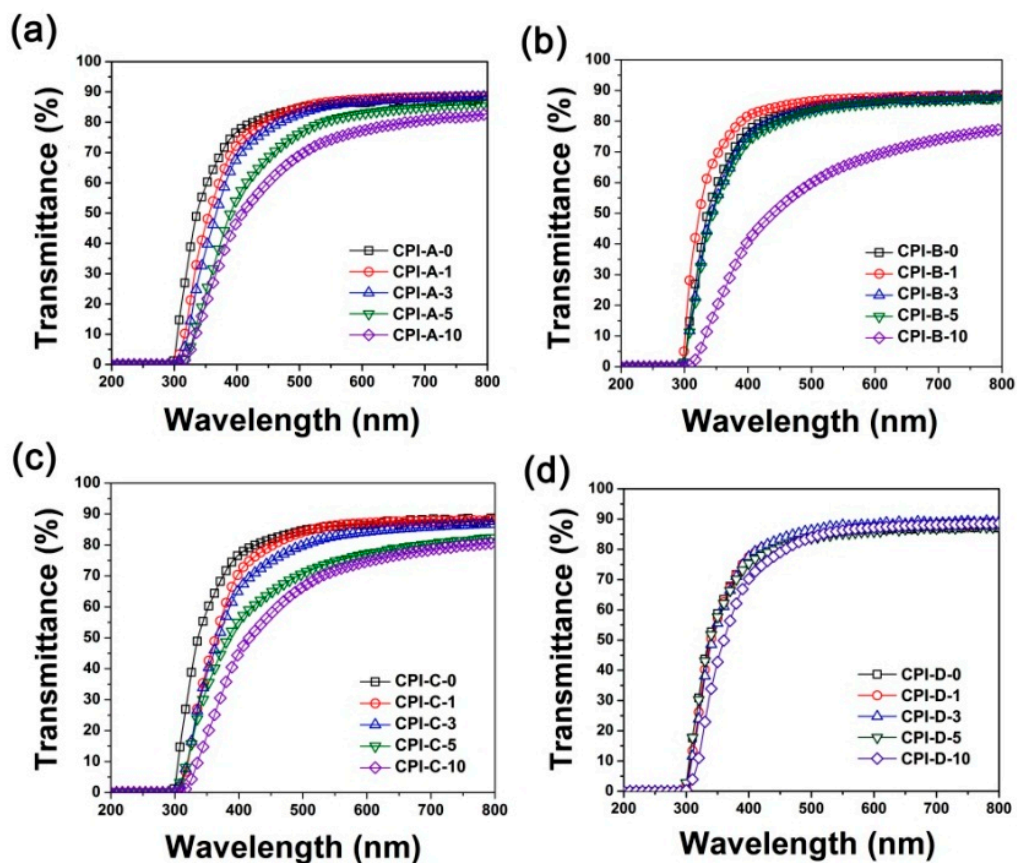 (a)
100
90
80
70
60
50
40
30
20
10
0
Transmittance (%)
CPI-A-0
CPI-A-1
CPI-A-3
CPI-A-5
CPI-A-10
200 300 400 500 600 700 800
Wavelength (nm)
(b)
100
90
80
70
60
50
40
30
20
10
0
Transmittance (%)
CPI-B-0
CPI-B-1
CPI-B-3
CPI-B-5
CPI-B-10
200 300 400 500 600 700 800
Wavelength (nm)
(c)
100
90
80
70
60
50
40
30
20
10
0
Transmittance (%)
CPI-C-0
CPI-C-1
CPI-C-3
CPI-C-5
CPI-C-10
200 300 400 500 600 700 800
Wavelength (nm)
(d)
100
90
80
70
60
50
40
30
20
10
0
Transmittance (%)
CPI-D-0
CPI-D-1
CPI-D-3
CPI-D-5
CPI-D-10
200 300 400 500 600 700 800
Wavelength (nm)